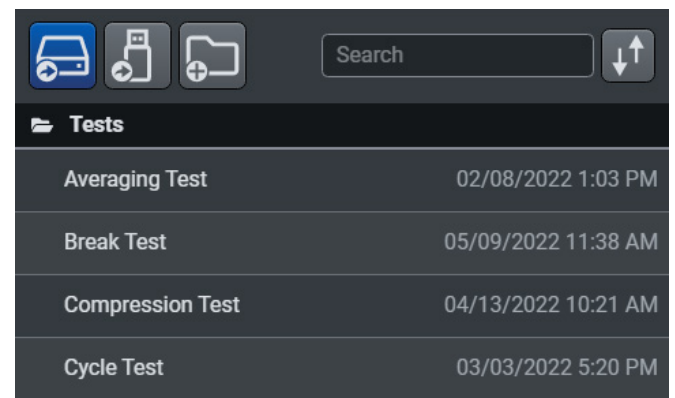 Search
Tests
Averaging Test 02/08/2022 1:03 PM
Break Test 05/09/2022 11:38 AM
Compression Test 04/13/2022 10:21 AM
Cycle Test 03/03/2022 5:20 PM